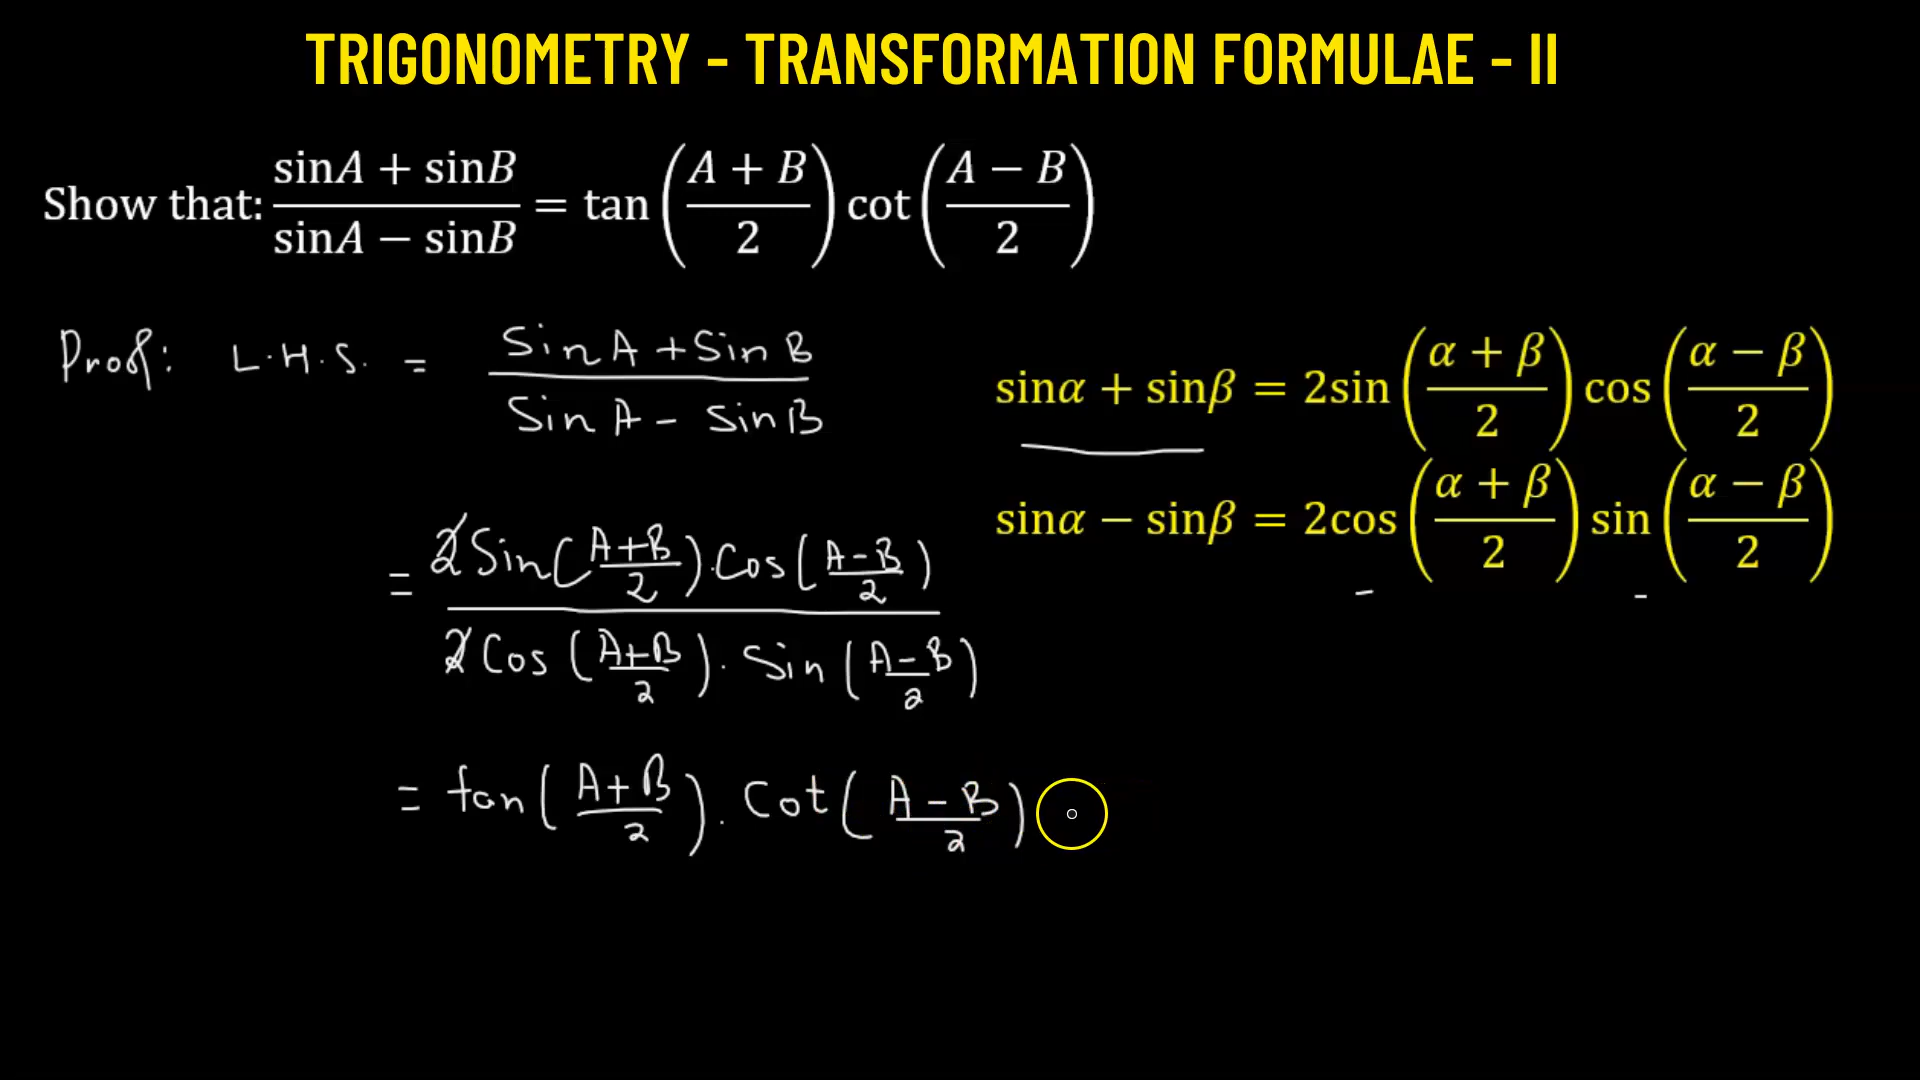 TRIGONOMETRY - TRANSFORMATION FORMULAE - II
Show that: (sinA + sinB)/(sinA − sinB) = tan((A + B)/2) cot((A − B)/2)
Proof: L.H.S. = (Sin A + Sin B)/(Sin A - Sin B)
sinα + sinβ = 2sin((α + β)/2) cos((α − β)/2)
sinα − sinβ = 2cos((α + β)/2) sin((α − β)/2)
= (2 Sin((A+B)/2) . Cos((A-B)/2))/(2 Cos((A+B)/2) . Sin((A-B)/2))
= tan((A+B)/2) . Cot((A-B)/2)